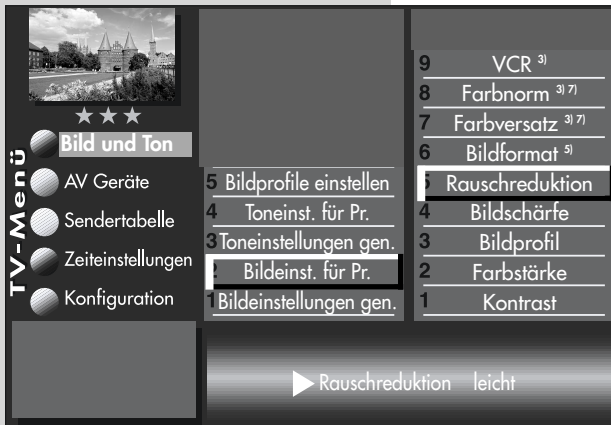 TV-Menü
Bild und Ton
AV Geräte
Sendertabelle
Zeiteinstellungen
Konfiguration
5 Bildprofile einstellen
4 Toneinst. für Pr.
3 Toneinstellungen gen.
2 Bildeinst. für Pr.
1 Bildeinstellungen gen.
9 VCR 3)
8 Farbnorm 3) 7)
7 Farbversatz 3) 7)
6 Bildformat 5)
5 Rauschreduktion
4 Bildschärfe
3 Bildprofil
2 Farbstärke
1 Kontrast
Rauschreduktion leicht